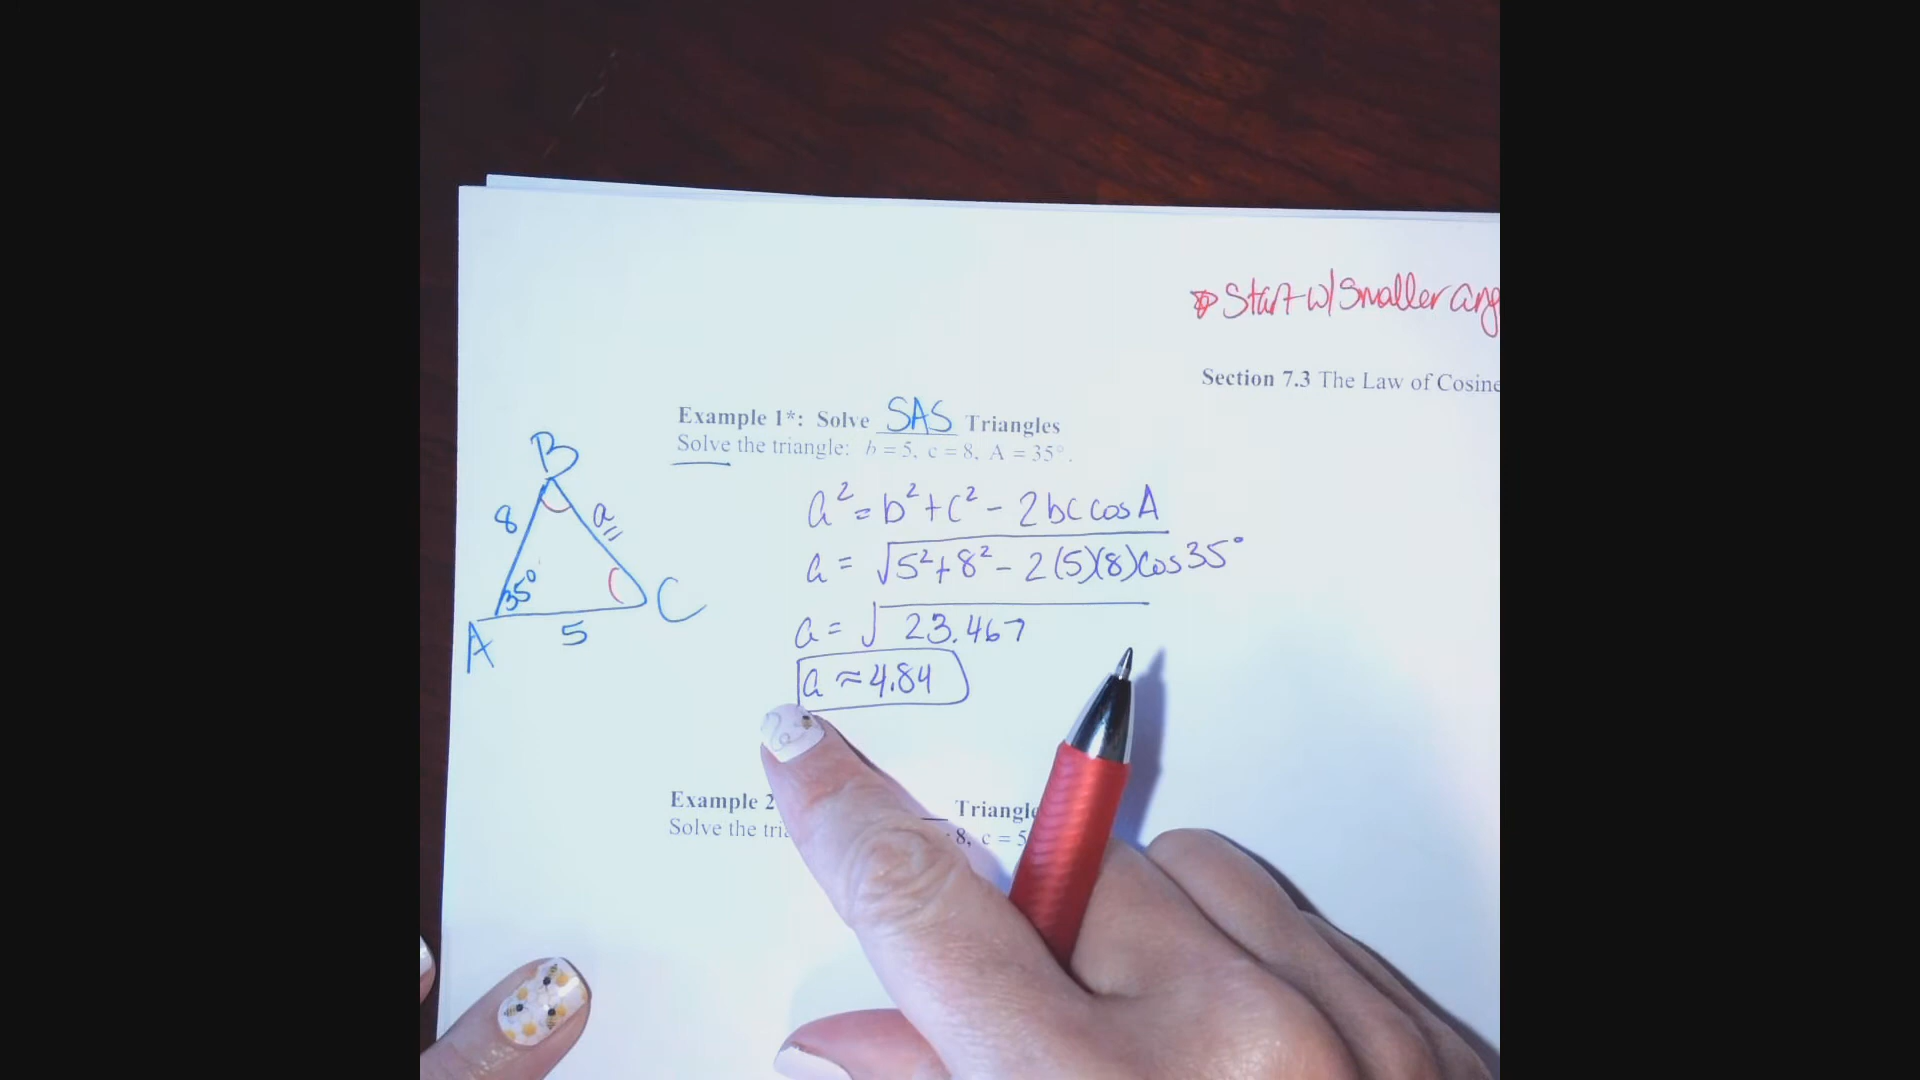 Start w/ Smaller ang
Section 7.3 The Law of Cosine
Example 1*: Solve SAS Triangles
Solve the triangle: b = 5, c = 8, A = 35°.
B
8
a
35°
C
A
5
a² = b² + c² - 2bc cos A
a = √5² + 8² - 2(5)(8)cos 35°
a = √23.467
a ≈ 4.84
Example 2 Triangl
Solve the tri 8, c = 5